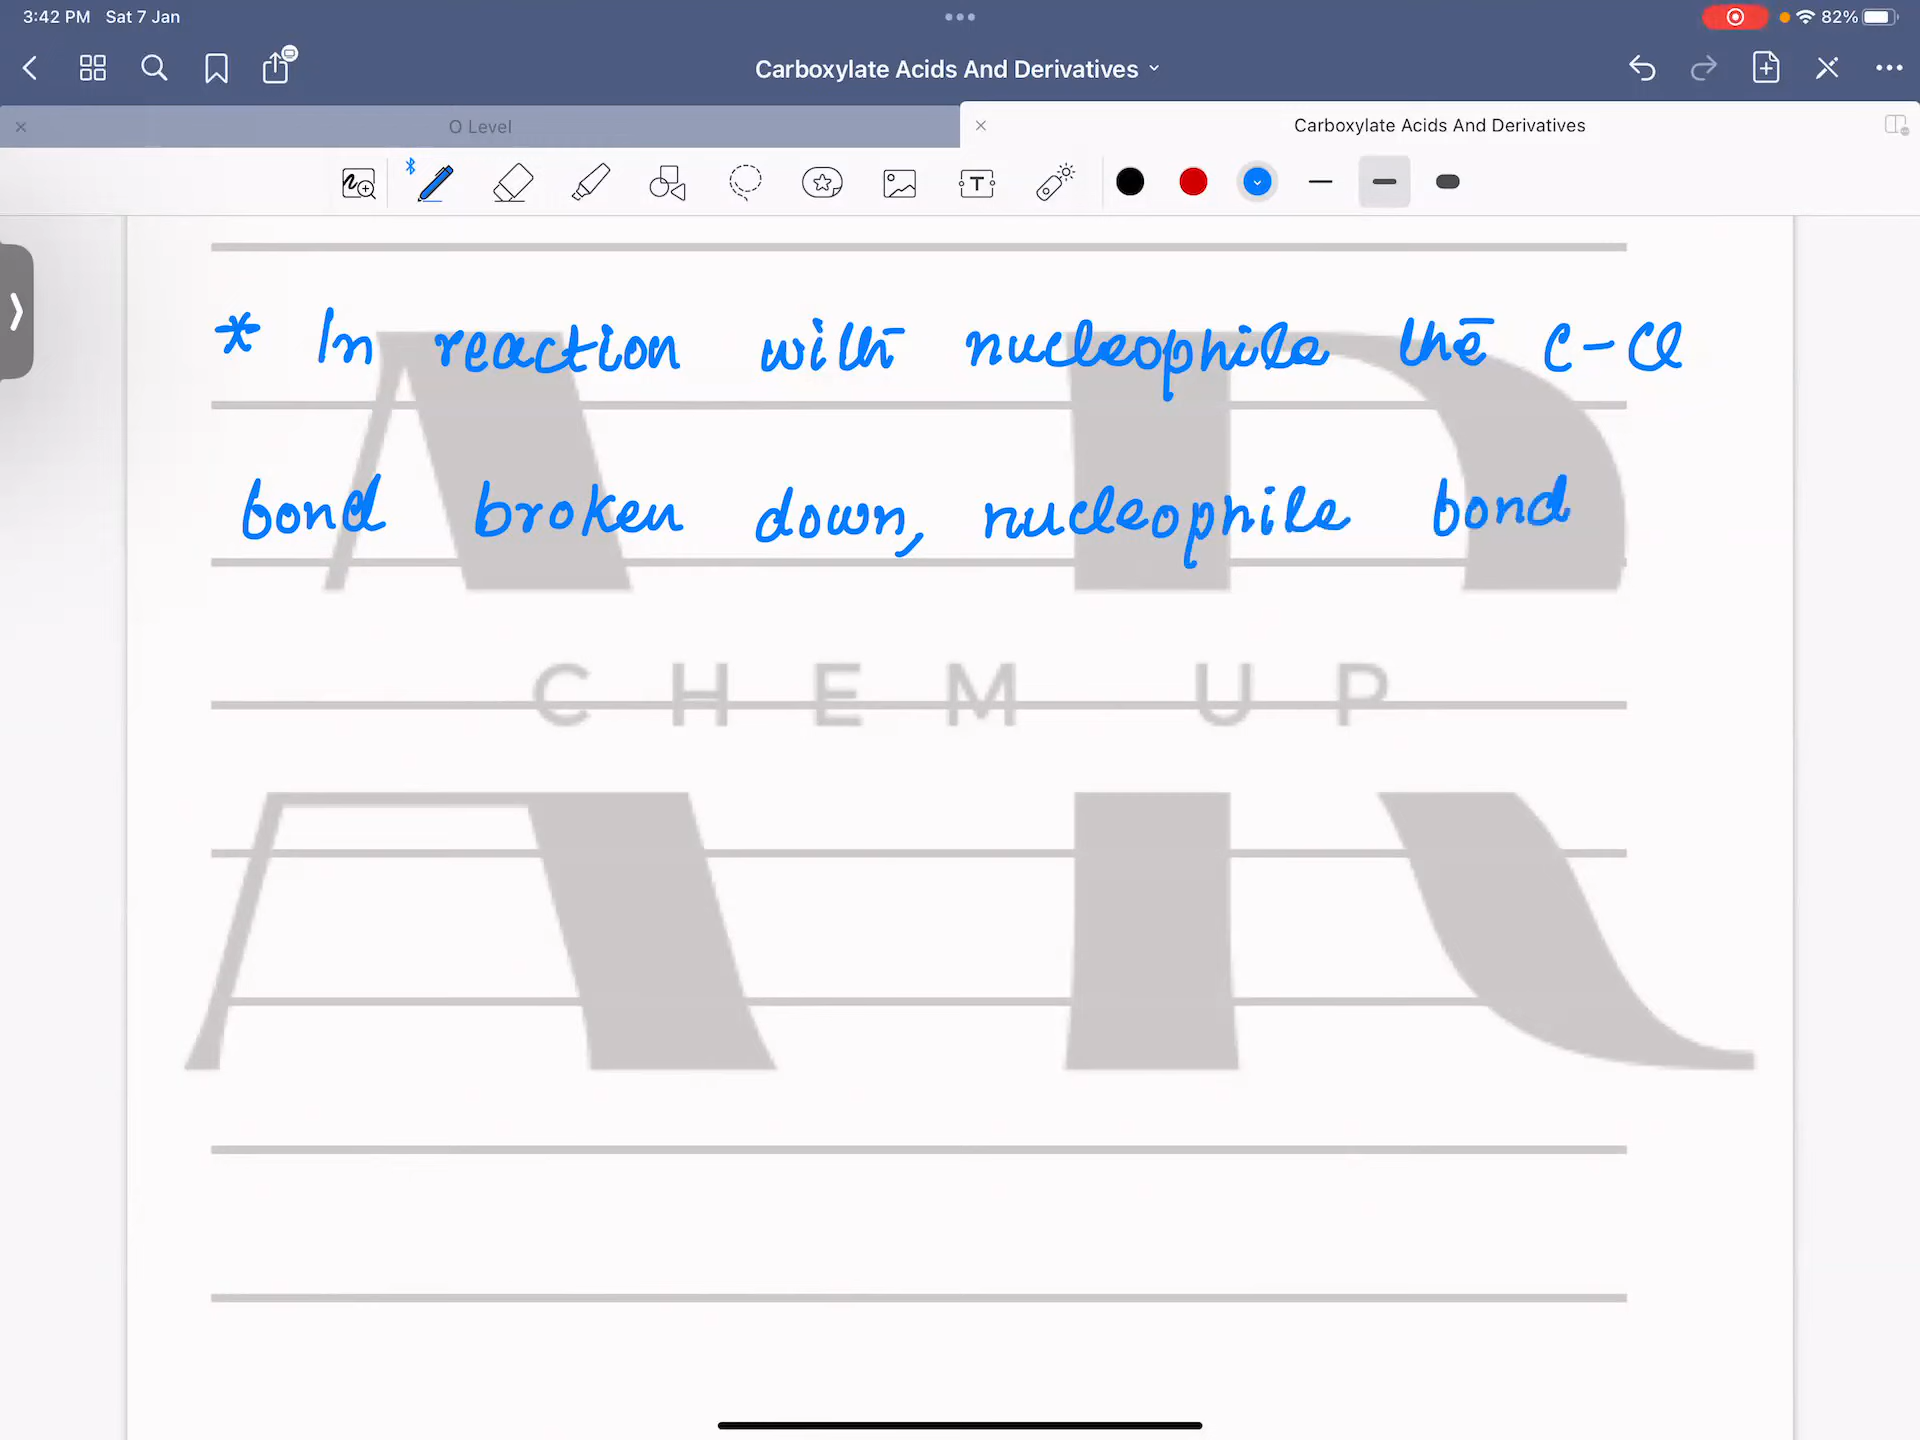 3:42 PM Sat 7 Jan
82%
Carboxylate Acids And Derivatives
O Level
Carboxylate Acids And Derivatives
* In reaction with nucleophile the C-Cl
bond broken down, nucleophile bond
CHEM UP
AR